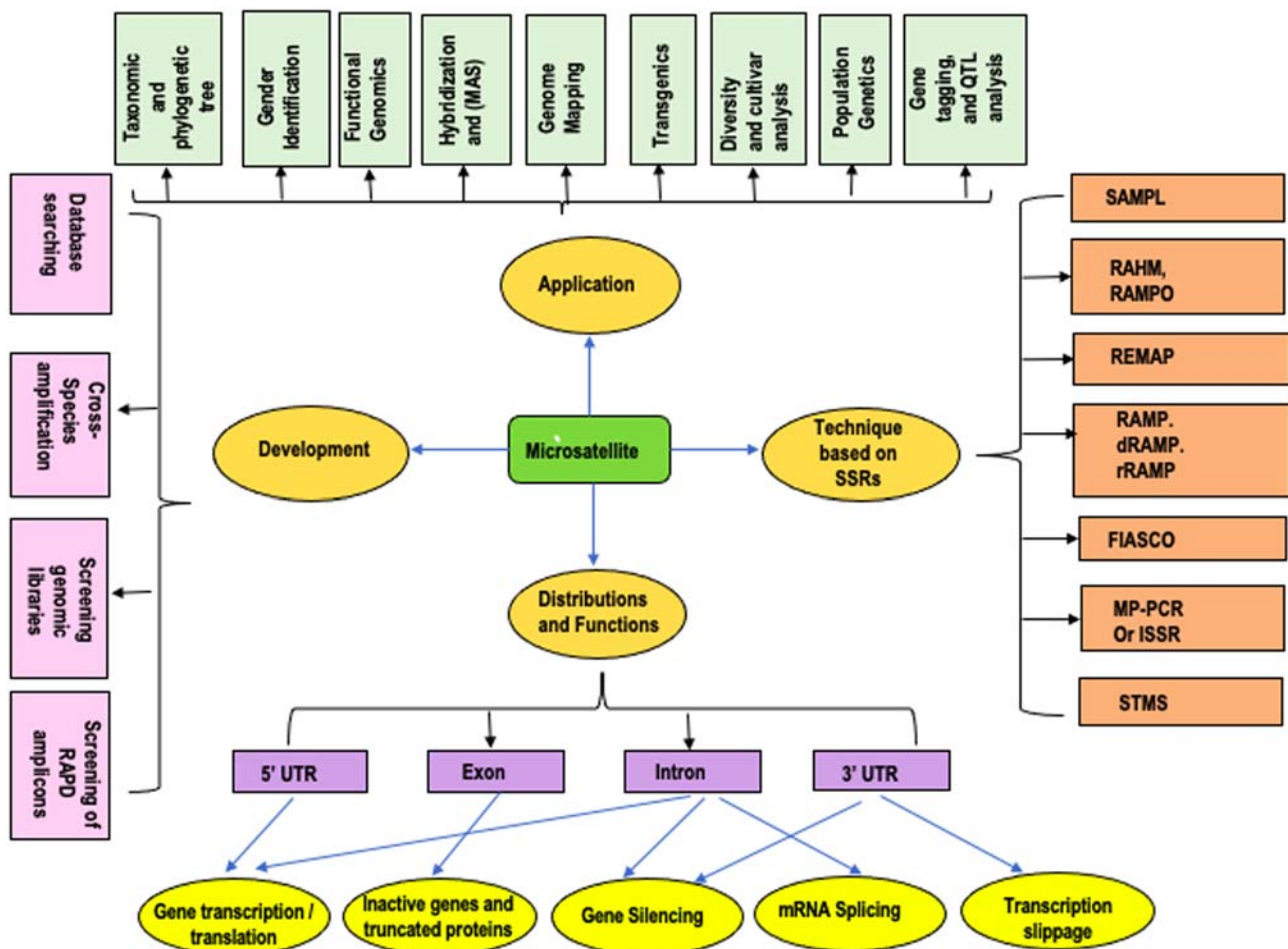 Taxonomic
and
phylogenetic
tree
Gender
Identification
Functional
Genomics
Hybridization
and (MAS)
Genome
Mapping
Transgenics
Diversity
and cultivar
analysis
Population
Genetics
Gene
tagging,
and QTL
analysis
Database
searching
Cross-
Species
amplification
Screening
genomic
libraries
Screening of
RAPD
amplicons
Application
Development
Microsatellite
Technique
based on
SSRs
Distributions
and Functions
SAMPL
RAHM,
RAMPO
REMAP
RAMP.
dRAMP.
rRAMP
FIASCO
MP-PCR
Or ISSR
STMS
5' UTR
Exon
Intron
3' UTR
Gene transcription /
translation
Inactive genes and
truncated proteins
Gene Silencing
mRNA Splicing
Transcription
slippage